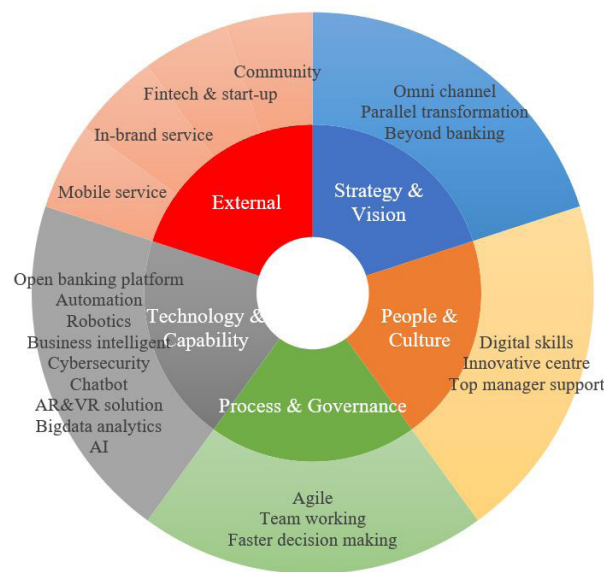 Community
Fintech & start-up
In-brand service
Mobile service
External
Omni channel
Parallel transformation
Beyond banking
Strategy &
Vision
Open banking platform
Automation
Robotics
Business intelligent
Cybersecurity
Chatbot
AR&VR solution
Bigdata analytics
AI
Technology &
Capability
People &
Culture
Digital skills
Innovative centre
Top manager support
Process & Governance
Agile
Team working
Faster decision making